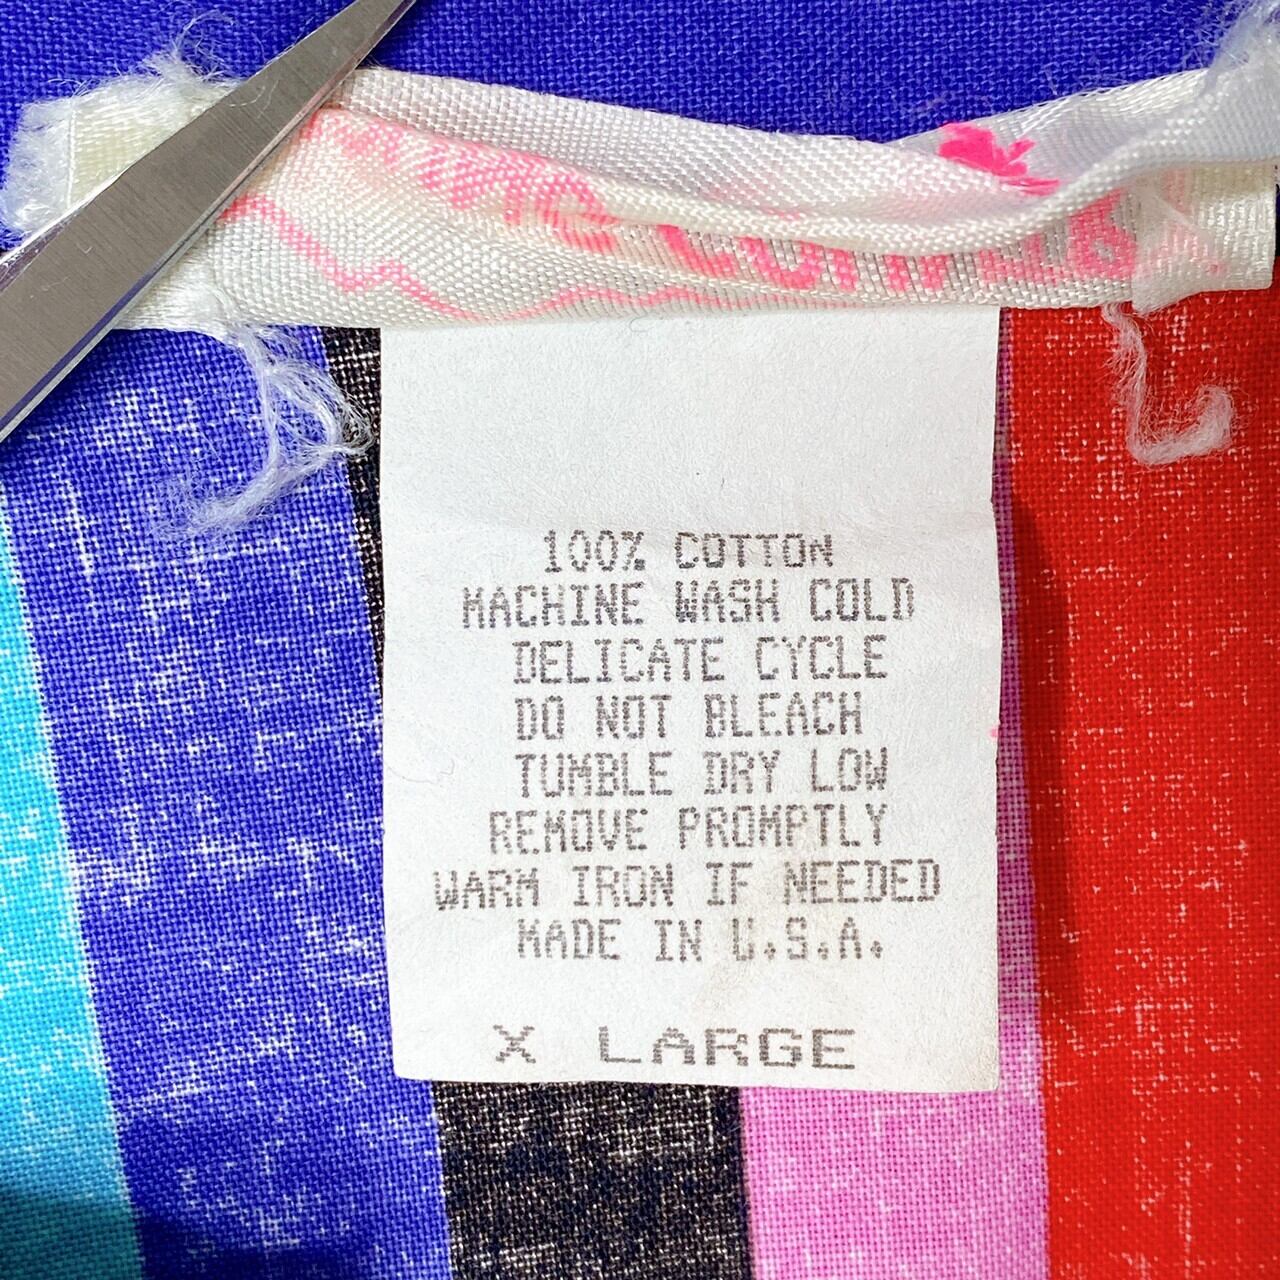 100% COTTON
MACHINE WASH COLD
DELICATE CYCLE
DO NOT BLEACH
TUMBLE DRY LOW
REMOVE PROMPTLY
WARM IRON IF NEEDED
MADE IN U.S.A.
X LARGE